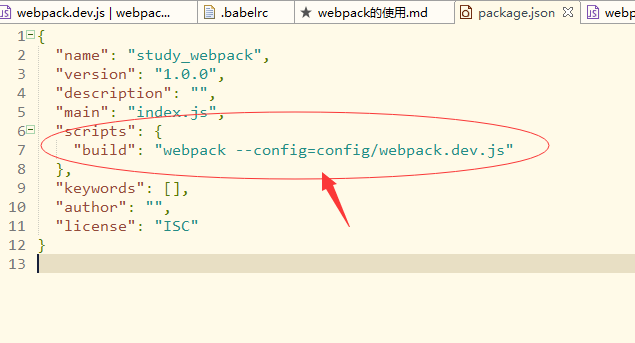 webpack.dev.js | webpac... .babelrc webpack的使用.md package.json webp
1 {
2 "name": "study_webpack",
3 "version": "1.0.0",
4 "description": "",
5 "main": "index.js",
6 "scripts": {
7 "build": "webpack --config=config/webpack.dev.js"
8 },
9 "keywords": [],
10 "author": "",
11 "license": "ISC"
12 }
13